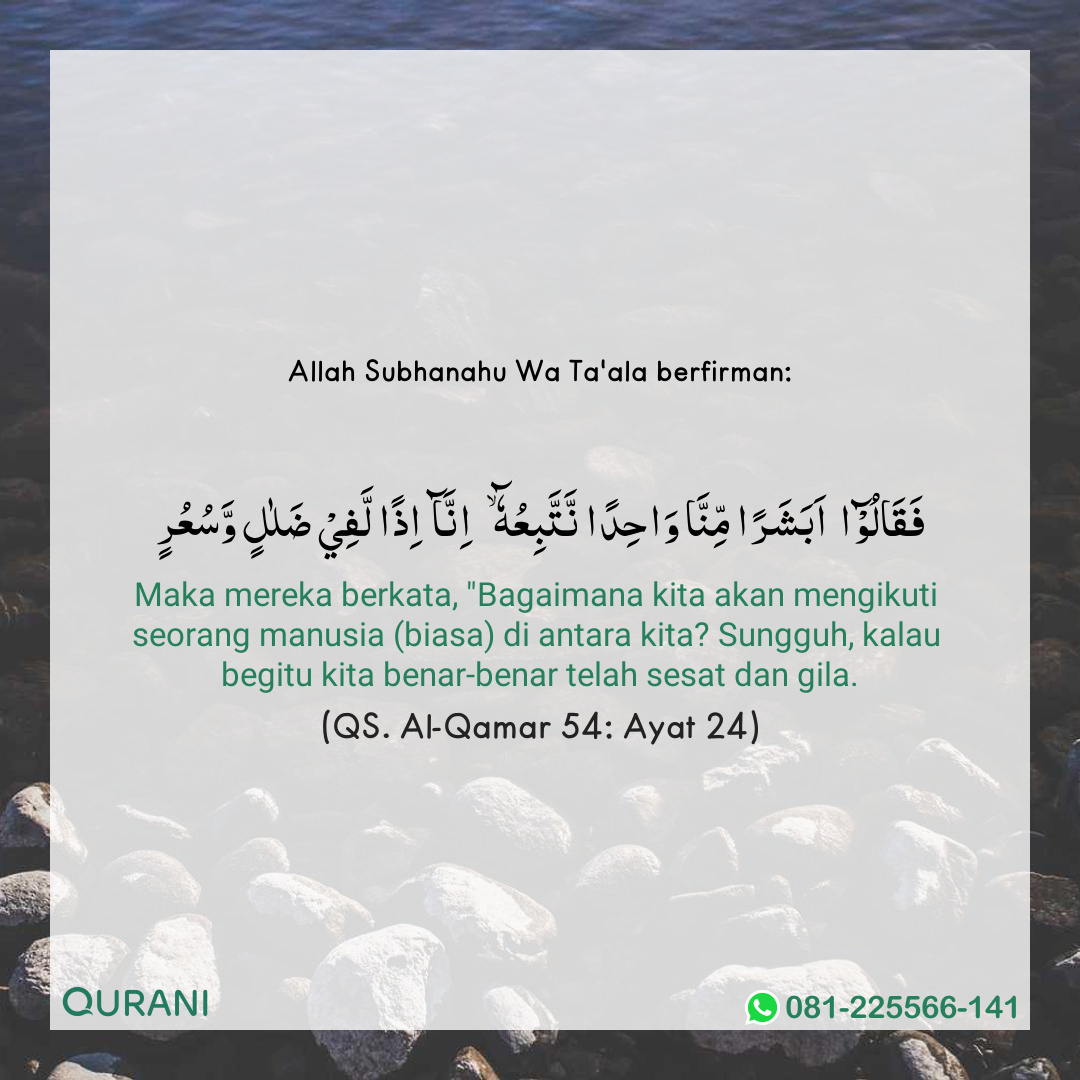 Allah Subhanahu Wa Ta'ala berfirman:
فَقَالُوْٓا اَبَشَرًا مِّنَّا وَاحِدًا نَّتَّبِعُهٗٓ ۙاِنَّآ اِذًا لَّفِيْ ضَلٰلٍ وَّسُعُرٍ
Maka mereka berkata, "Bagaimana kita akan mengikuti
seorang manusia (biasa) di antara kita? Sungguh, kalau
begitu kita benar-benar telah sesat dan gila.
(QS. Al-Qamar 54: Ayat 24)
QURANI
081-225566-141